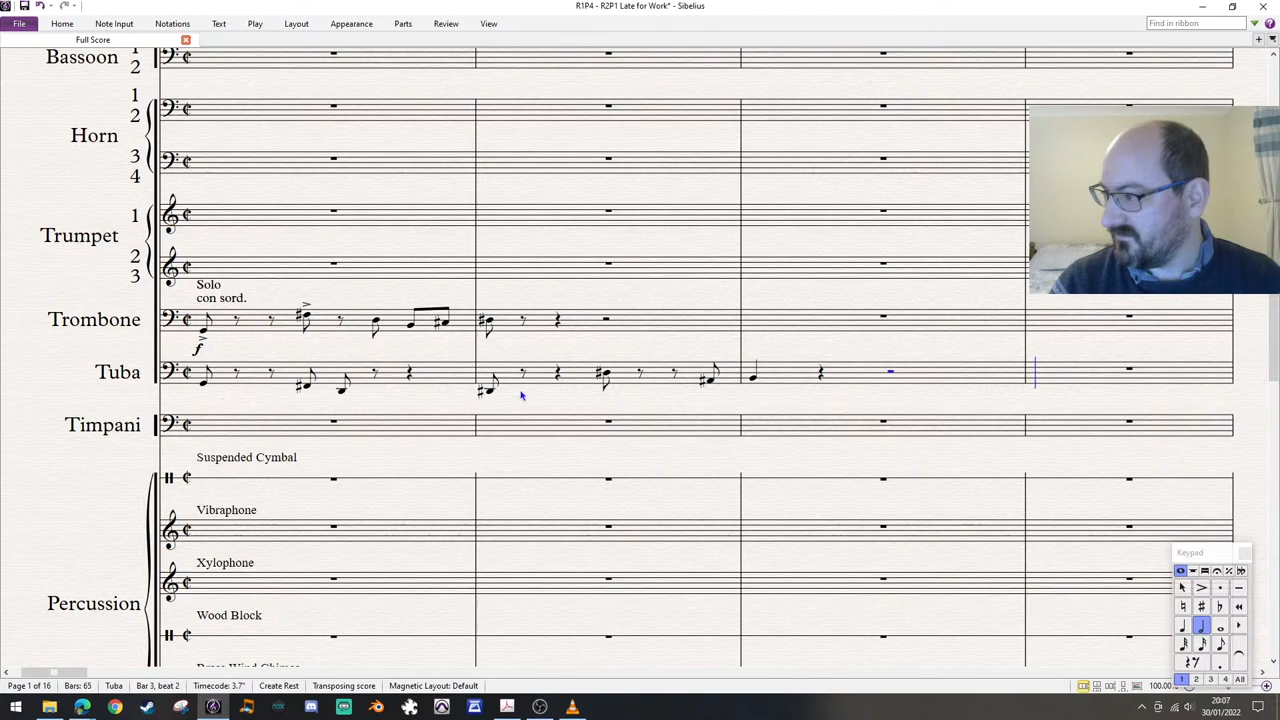 R1P4 - R2P1 Late for Work* - Sibelius
File Home Note Input Notations Text Play Layout Appearance Parts Review View
Find in ribbon
Full Score
Bassoon 1 2
Horn 1 2 3 4
Trumpet 1 2 3
Solo
con sord.
Trombone
f
Tuba
Timpani
Suspended Cymbal
Vibraphone
Xylophone
Percussion
Wood Block
Keypad
1 2 3 4 All
Page 1 of 16 Bars: 65 Tuba Bar 3, beat 2 Timecode: 3.7" Create Rest Transposing score Magnetic Layout: Default
20:07
30/01/2022